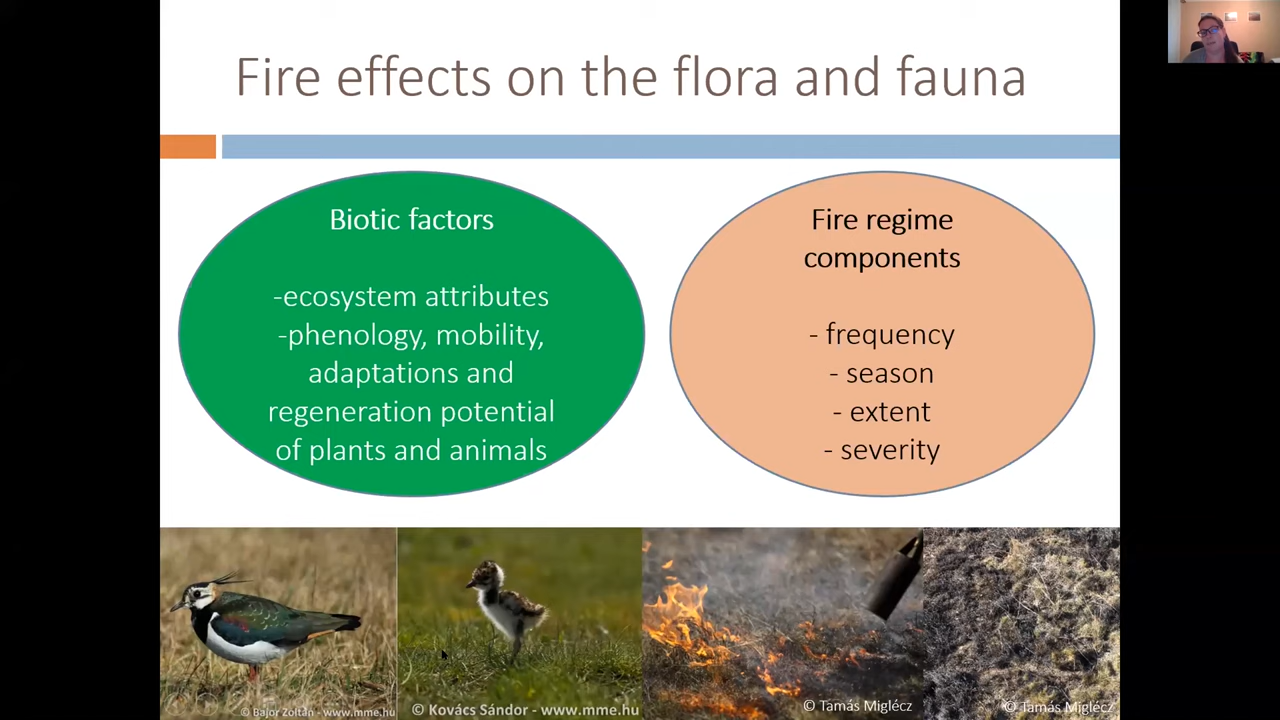 Fire effects on the flora and fauna
Biotic factors
-ecosystem attributes
-phenology, mobility,
adaptations and
regeneration potential
of plants and animals
Fire regime
components
- frequency
- season
- extent
- severity
© Bajor Zoltán - www.mme.hu
© Kovács Sándor - www.mme.hu
© Tamás Miglécz
© Tamás Miglécz